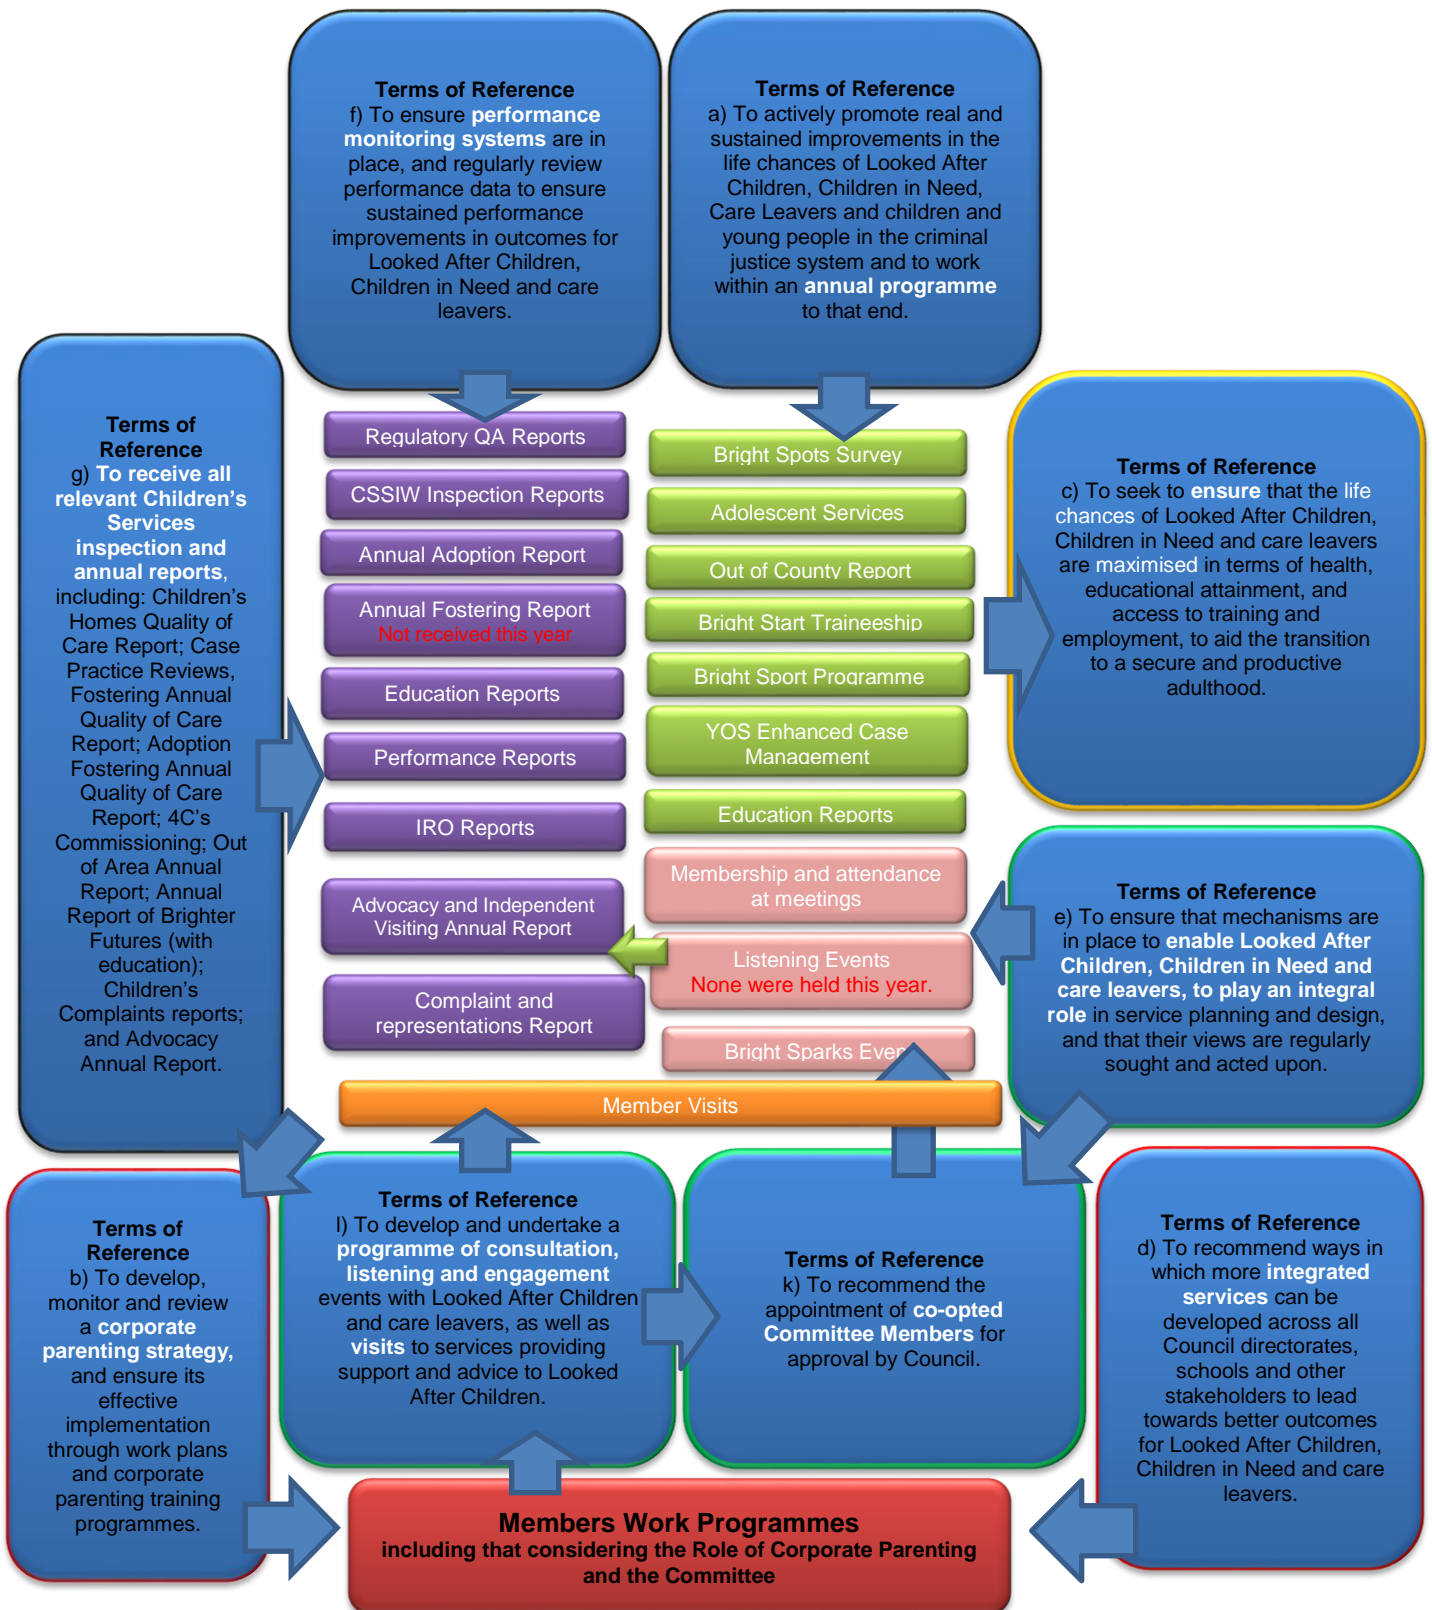 Terms of Reference
f) To ensure performance
monitoring systems are in
place, and regularly review
performance data to ensure
sustained performance
improvements in outcomes for
Looked After Children,
Children in Need and care
leavers.
Terms of Reference
a) To actively promote real and
sustained improvements in the
life chances of Looked After
Children, Children in Need,
Care Leavers and children and
young people in the criminal
justice system and to work
within an annual programme
to that end.
Terms of
Reference
g) To receive all
relevant Children's
Services
inspection and
annual reports,
including: Children's
Homes Quality of
Care Report; Case
Practice Reviews,
Fostering Annual
Quality of Care
Report; Adoption
Fostering Annual
Quality of Care
Report; 4C's
Commissioning; Out
of Area Annual
Report; Annual
Report of Brighter
Futures (with
education);
Children's
Complaints reports;
and Advocacy
Annual Report.
Regulatory QA Reports
CSSIW Inspection Reports
Annual Adoption Report
Annual Fostering Report
Not received this year
Education Reports
Performance Reports
IRO Reports
Advocacy and Independent
Visiting Annual Report
Complaint and
representations Report
Bright Spots Survey
Adolescent Services
Out of County Report
Bright Start Traineeship
Bright Sport Programme
YOS Enhanced Case
Management
Education Reports
Membership and attendance
at meetings
Listening Events
None were held this year.
Bright Sparks Event
Member Visits
Terms of Reference
c) To seek to ensure that the life
chances of Looked After Children,
Children in Need and care leavers
are maximised in terms of health,
educational attainment, and
access to training and
employment, to aid the transition
to a secure and productive
adulthood.
Terms of Reference
e) To ensure that mechanisms are
in place to enable Looked After
Children, Children in Need and
care leavers, to play an integral
role in service planning and design,
and that their views are regularly
sought and acted upon.
Terms of
Reference
b) To develop,
monitor and review
a corporate
parenting strategy,
and ensure its
effective
implementation
through work plans
and corporate
parenting training
programmes.
Terms of Reference
l) To develop and undertake a
programme of consultation,
listening and engagement
events with Looked After Children
and care leavers, as well as
visits to services providing
support and advice to Looked
After Children.
Terms of Reference
k) To recommend the
appointment of co-opted
Committee Members for
approval by Council.
Terms of Reference
d) To recommend ways in
which more integrated
services can be
developed across all
Council directorates,
schools and other
stakeholders to lead
towards better outcomes
for Looked After Children,
Children in Need and care
leavers.
Members Work Programmes
including that considering the Role of Corporate Parenting
and the Committee